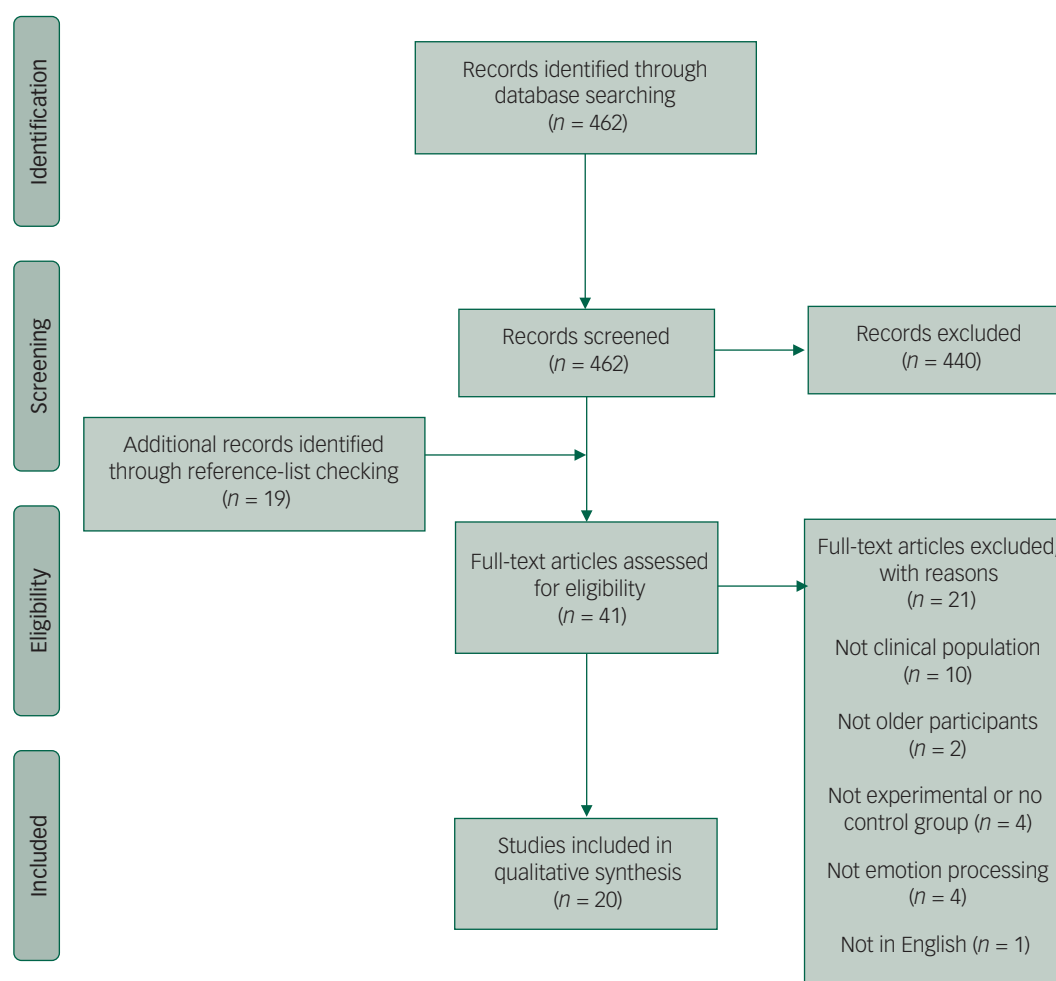 Identification
Records identified through
database searching
(n = 462)
Screening
Records screened
(n = 462)
Records excluded
(n = 440)
Additional records identified
through reference-list checking
(n = 19)
Eligibility
Full-text articles assessed
for eligibility
(n = 41)
Full-text articles excluded,
with reasons
(n = 21)
Not clinical population
(n = 10)
Not older participants
(n = 2)
Not experimental or no
control group (n = 4)
Not emotion processing
(n = 4)
Not in English (n = 1)
Included
Studies included in
qualitative synthesis
(n = 20)